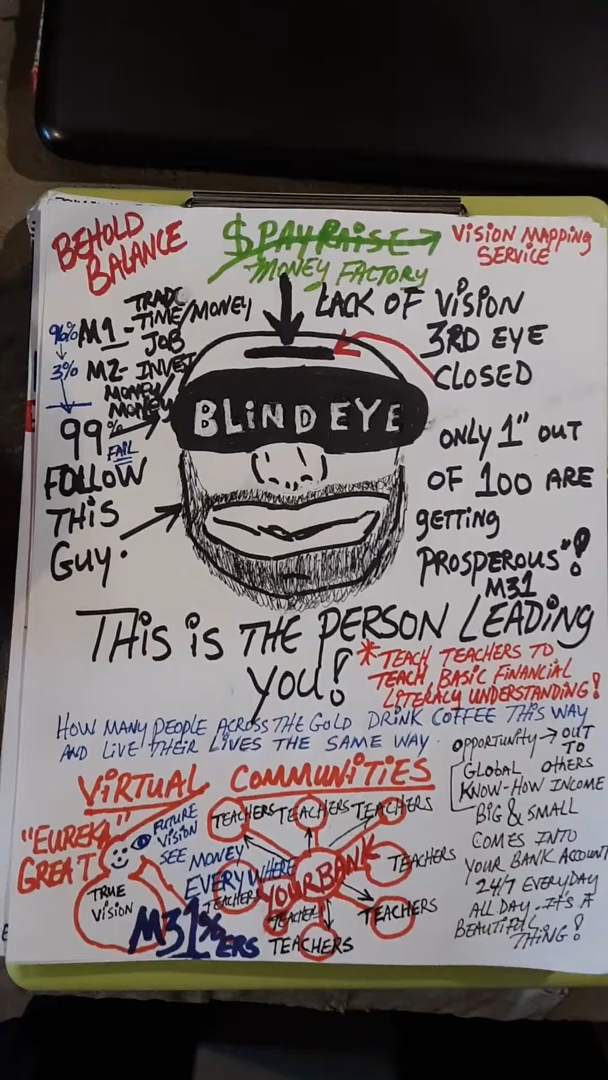 BEHOLD
BALANCE
$ PAY RAISE
MONEY FACTORY
VISION MAPPING
SERVICE
96% M1 - TRADE
TIME/MONEY
JOB
3% M2 - INVEST
MONEY/
MONEY
99%
FAIL
FOLLOW
THIS
GUY.
LACK OF VISION
3RD EYE
CLOSED
BLIND EYE
ONLY 1" OUT
OF 100 ARE
GETTING
PROSPEROUS"!
M31
THIS IS THE PERSON LEADING
YOU!
*TEACH TEACHERS TO
TEACH BASIC FINANCIAL
LITERACY UNDERSTANDING!
HOW MANY PEOPLE ACROSS THE GOLD DRINK COFFEE THIS WAY
AND LIVE THEIR LIVES THE SAME WAY.
VIRTUAL COMMUNITIES
"EUREKA"
GREAT
FUTURE
VISION
SEE
MONEY
EVERYWHERE
TRUE
VISION
M31%ERS
TEACHERS TEACHERS TEACHERS
TEACHERS
YOUR BANK
TEACHERS
TEACHERS
TEACHERS
TEACHERS
OPPORTUNITY → OUT
TO
GLOBAL OTHERS
KNOW-HOW INCOME
BIG & SMALL
COMES INTO
YOUR BANK ACCOUNT
24/7 EVERYDAY
ALL DAY - IT'S A
BEAUTIFUL
THING!